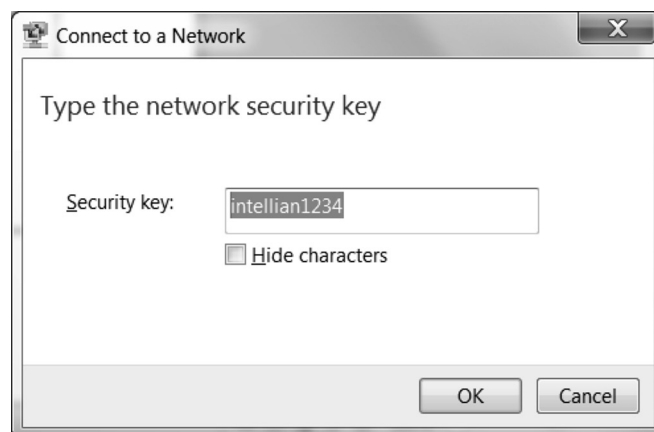 Connect to a Network
X
Type the network security key
Security key:
intellian1234
Hide characters
OK
Cancel